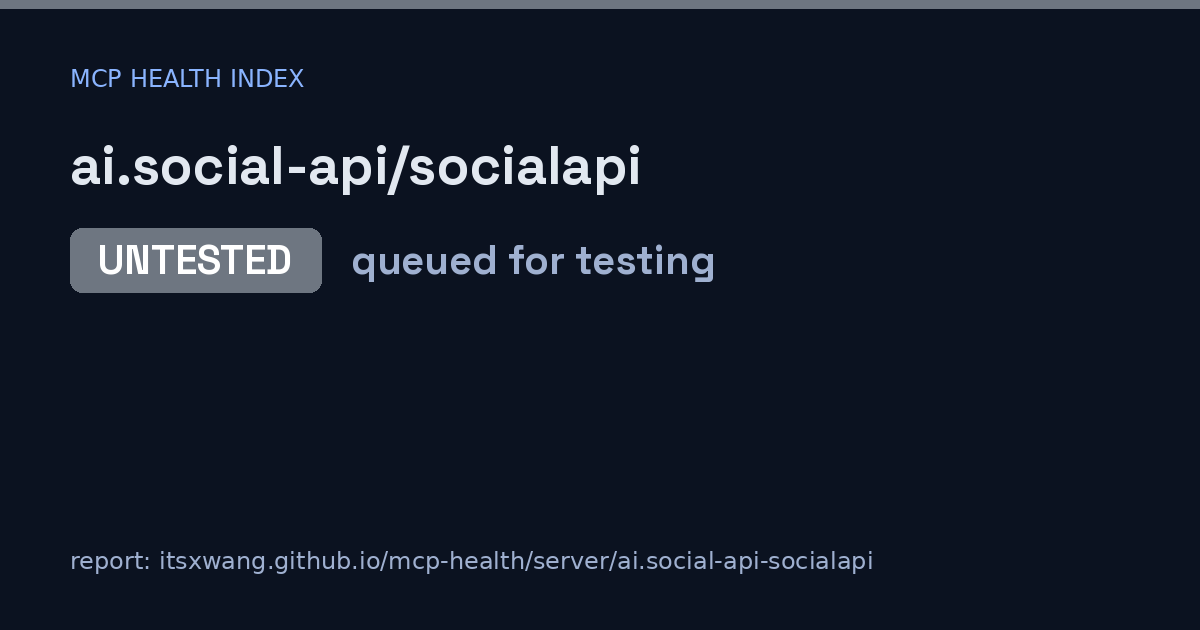 MCP HEALTH INDEX
ai.social-api/socialapi
UNTESTED queued for testing
report: itsxwang.github.io/mcp-health/server/ai.social-api-socialapi